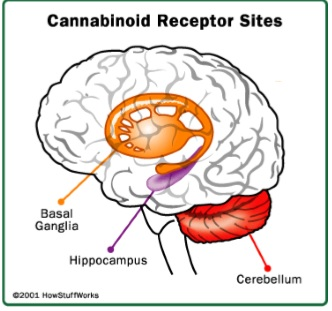 Cannabinoid Receptor Sites
Basal
Ganglia
Hippocampus
Cerebellum
©2001 HowStuffWorks